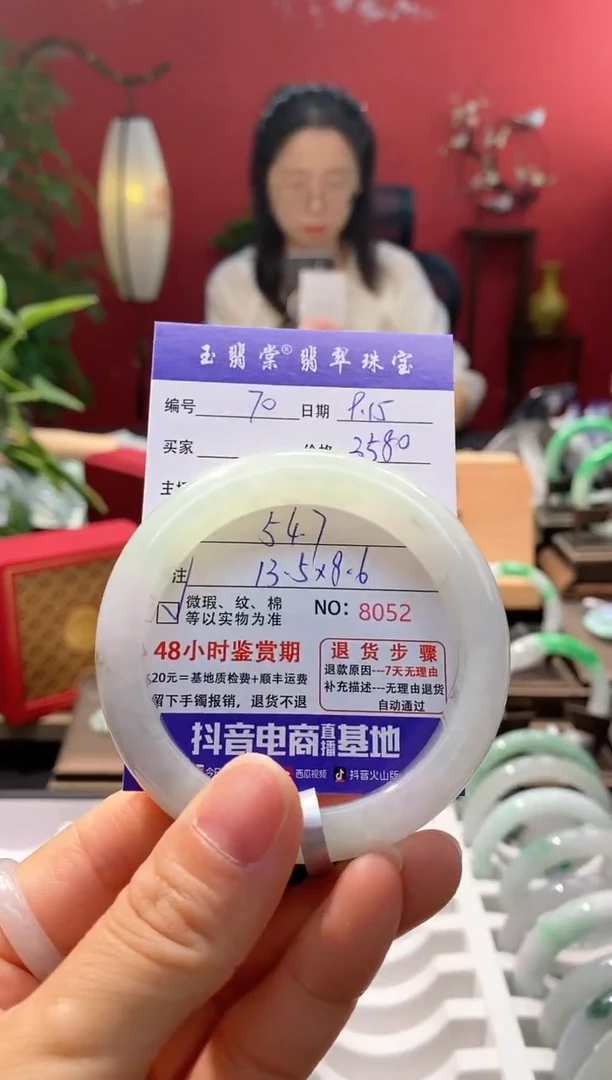 玉翡棠®翡翠珠宝
编号 70 日期 9.15
买家 价格 3580
54.7
注 13.5×8.6
微瑕、纹、棉
等以实物为准
NO：8052
48小时鉴赏期
20元=基地质检费+顺丰运费
留下手镯报销，退货不退
退货步骤
退款原因---7天无理由
补充描述---无理由退货
自动通过
抖音电商直播基地
西瓜视频 抖音火山版